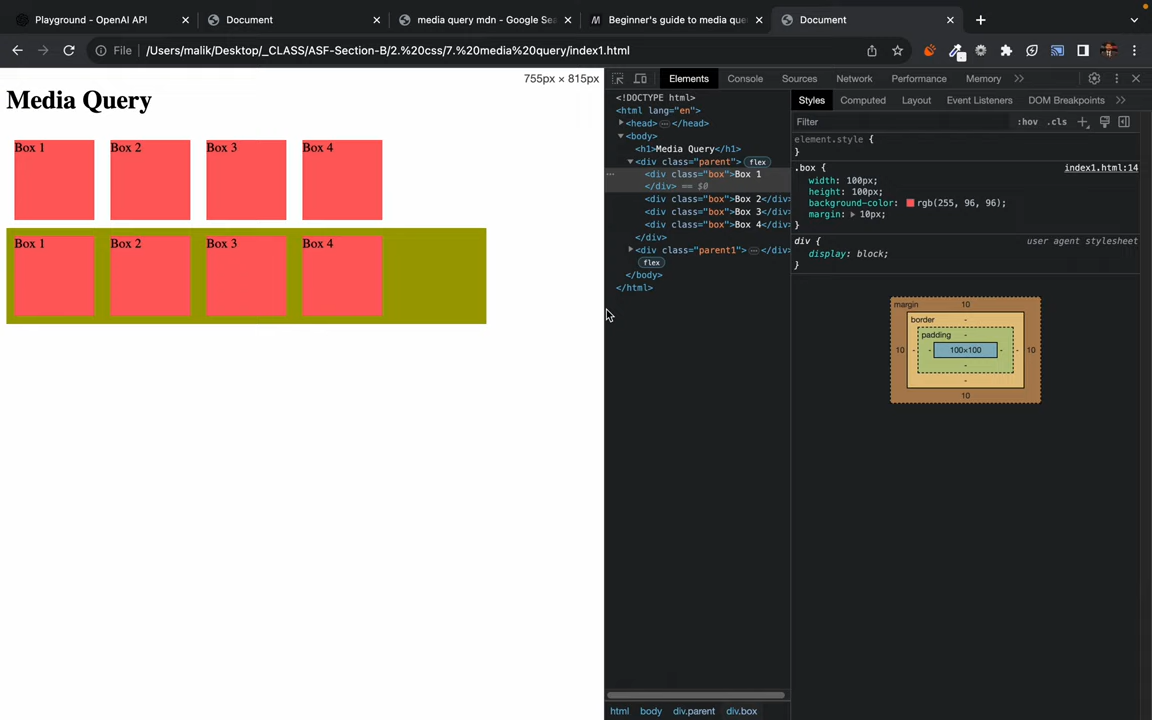 Playground - OpenAI API
Document
media query mdn - Google Sea
Beginner's guide to media que
Document
File
/Users/malik/Desktop/_CLASS/ASF-Section-B/2.%20css/7.%20media%20query/index1.html
755px × 815px
Media Query
Box 1 Box 2 Box 3 Box 4
Box 1 Box 2 Box 3 Box 4
Elements Console Sources Network Performance Memory
<!DOCTYPE html>
<html lang="en">
<head> … </head>
<body>
<h1>Media Query</h1>
<div class="parent"> flex
<div class="box">Box 1
</div> == $0
<div class="box">Box 2</div>
<div class="box">Box 3</div>
<div class="box">Box 4</div>
</div>
<div class="parent1"> … </div>
flex
</body>
</html>
html body div.parent div.box
Styles Computed Layout Event Listeners DOM Breakpoints
Filter :hov .cls
element.style {
}
.box { index1.html:14
width: 100px;
height: 100px;
background-color: rgb(255, 96, 96);
margin: 10px;
}
div { user agent stylesheet
display: block;
}
margin 10
border -
padding -
10 - - 100×100 - - 10
-
-
10